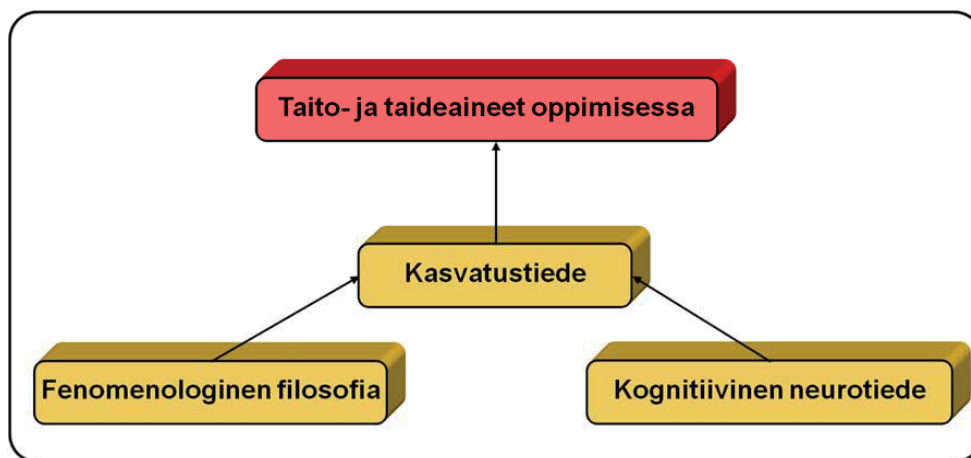 Taito- ja taideaineet oppimisessa
Kasvatustiede
Fenomenologinen filosofia
Kognitiivinen neurotiede